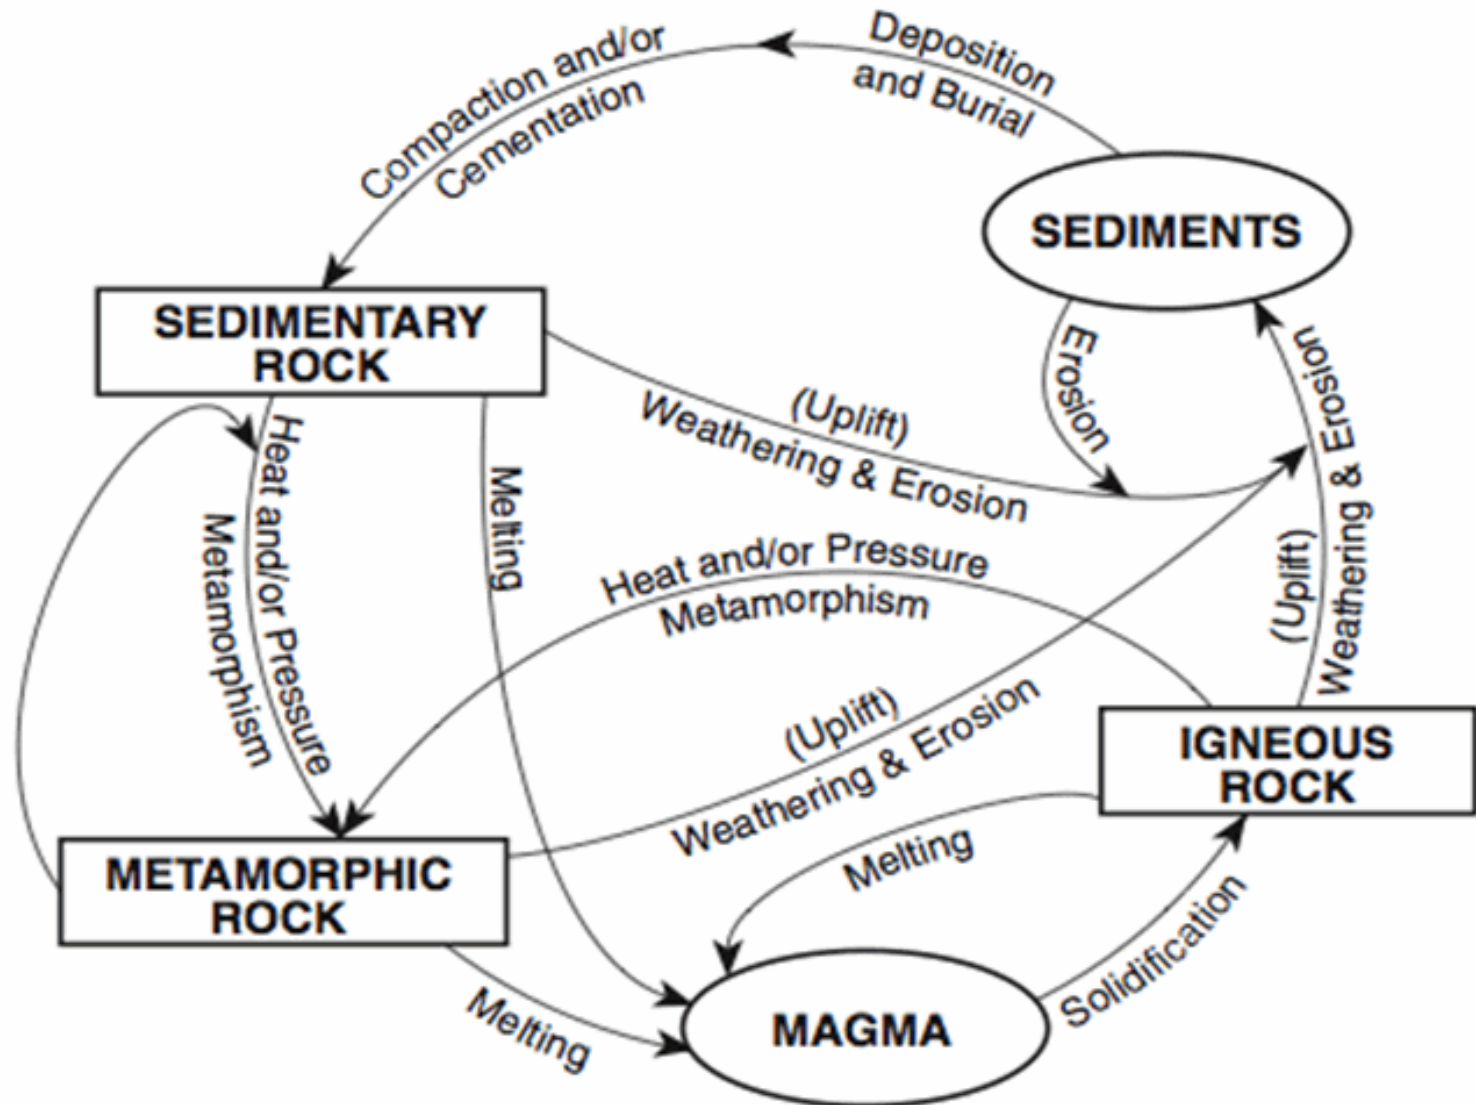 Deposition
and Burial
Compaction and/or
Cementation
SEDIMENTS
SEDIMENTARY
ROCK
Erosion
(Uplift)
Weathering & Erosion
(Uplift)
Weathering & Erosion
Heat and/or Pressure
Metamorphism
Melting
Heat and/or Pressure
Metamorphism
(Uplift)
Weathering & Erosion
IGNEOUS
ROCK
Melting
METAMORPHIC
ROCK
Melting
Solidification
MAGMA